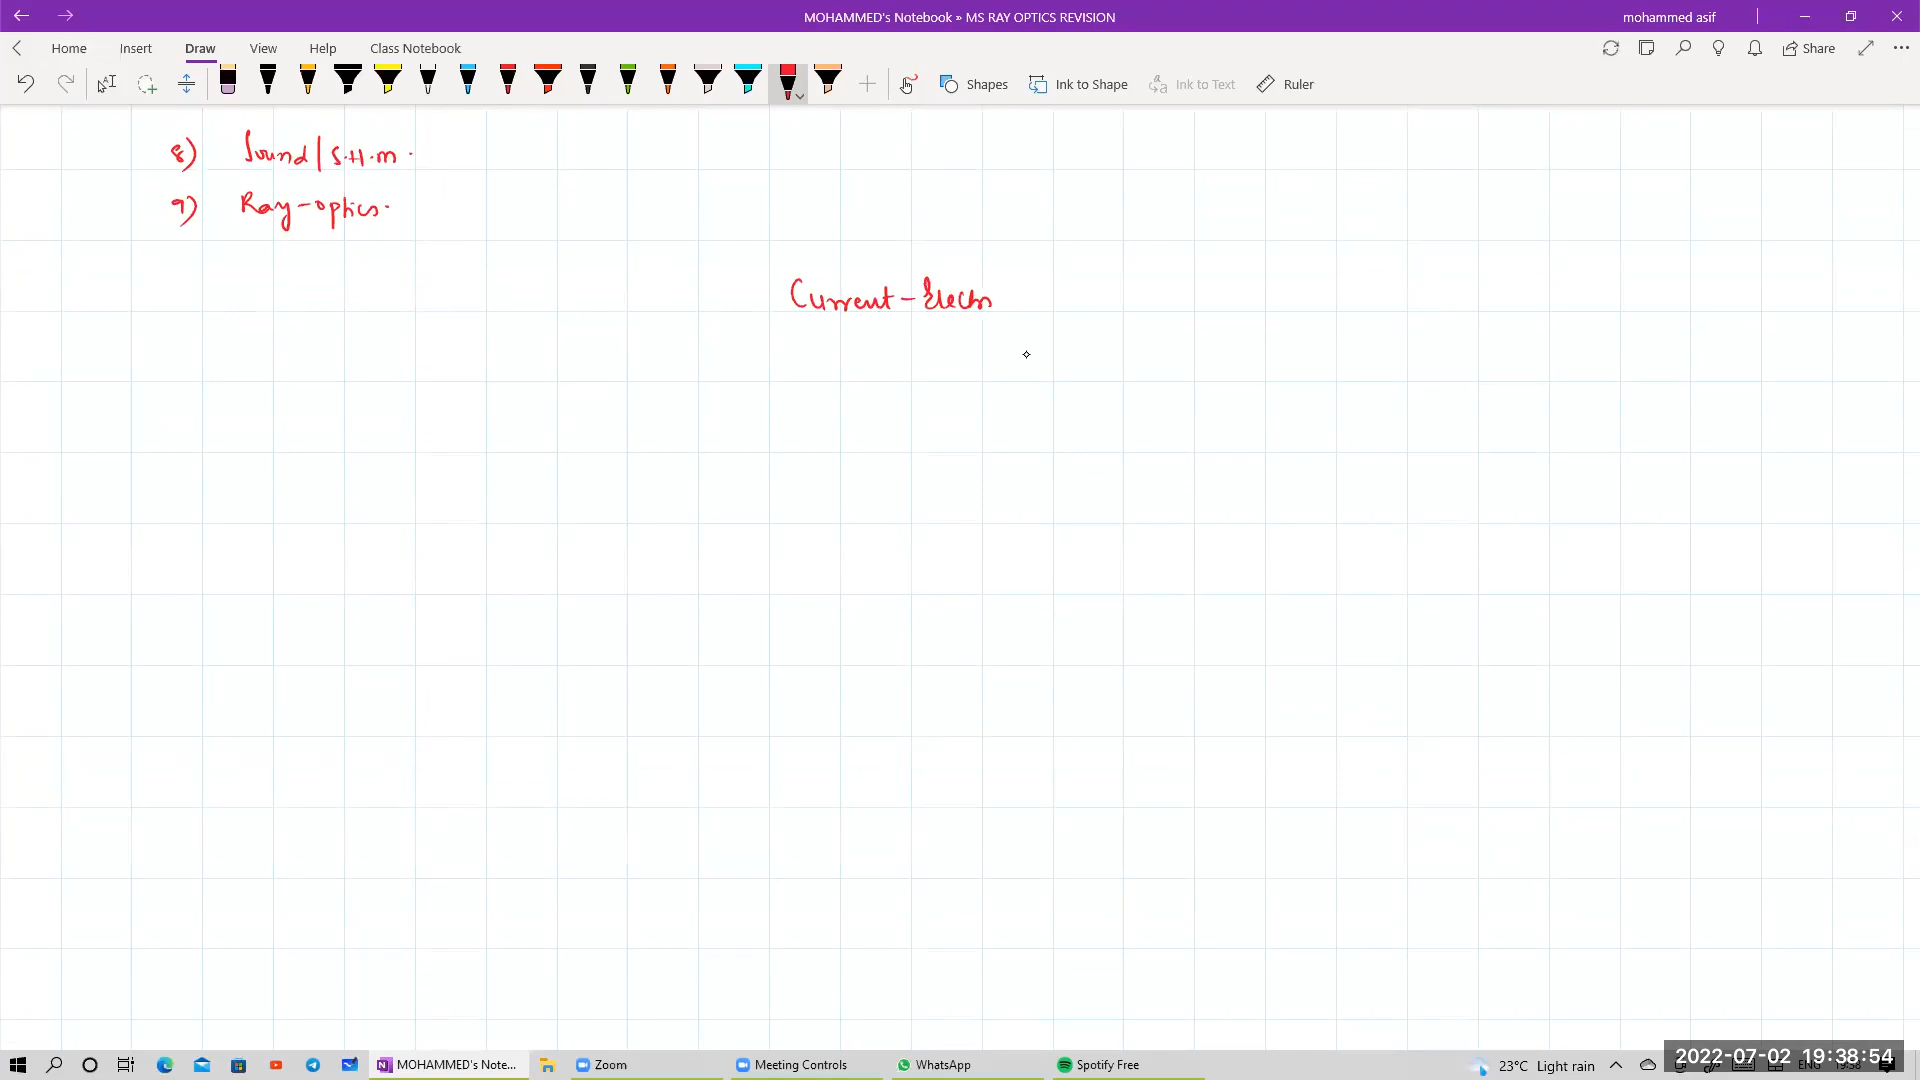 MOHAMMED's Notebook » MS RAY OPTICS REVISION
mohammed asif
Home Insert Draw View Help Class Notebook
Share
Shapes Ink to Shape Ink to Text Ruler
8) Sound | S.H.M.
9) Ray-optics.
Current-Electr
MOHAMMED's Note...
Zoom
Meeting Controls
WhatsApp
Spotify Free
23°C Light rain
ENG
2022-07-02 19:38:54